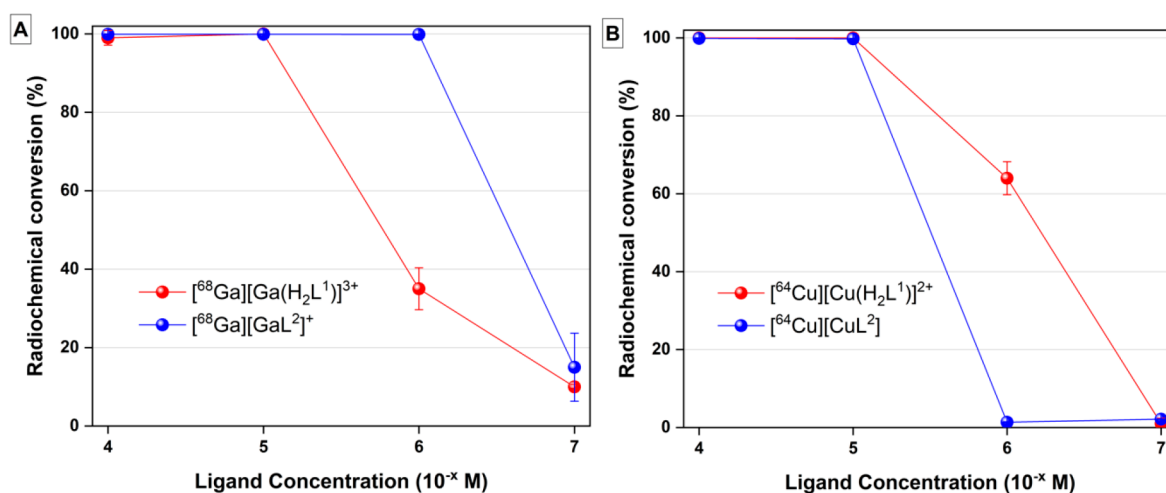 A
Radiochemical conversion (%)
100
80
60
40
20
0
[⁶⁸Ga][Ga(H₂L¹)]³⁺
[⁶⁸Ga][GaL²]⁺
4 5 6 7
Ligand Concentration (10⁻ˣ M)
B
Radiochemical conversion (%)
100
80
60
40
20
0
[⁶⁴Cu][Cu(H₂L¹)]²⁺
[⁶⁴Cu][CuL²]
4 5 6 7
Ligand Concentration (10⁻ˣ M)